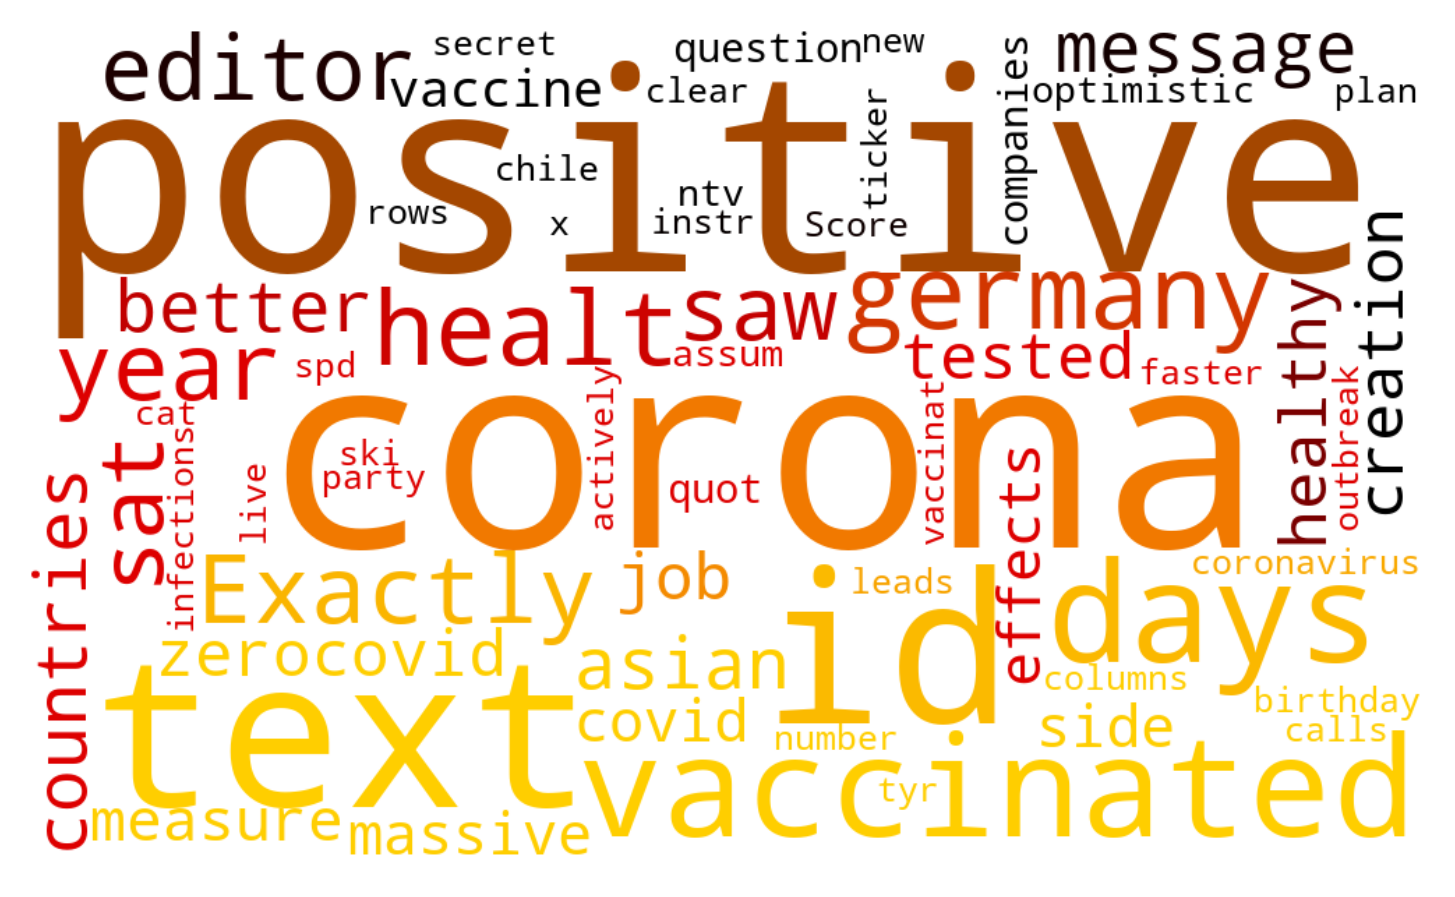 editor
secret
vaccine
question
new
clear
companies
message
optimistic
plan
positive
chile
rows
x
ntv
instr
ticker
Score
creation
better
healt
saw
germany
healthy
year
spd
assum
tested
faster
outbreak
cat
corona
actively
vaccinat
ski
party
quot
live
infections
sat
countries
effects
Exactly
job
leads
id
days
coronavirus
zerocovid
asian
columns
text
covid
number
side
birthday
calls
vaccinated
tyr
measure
massive